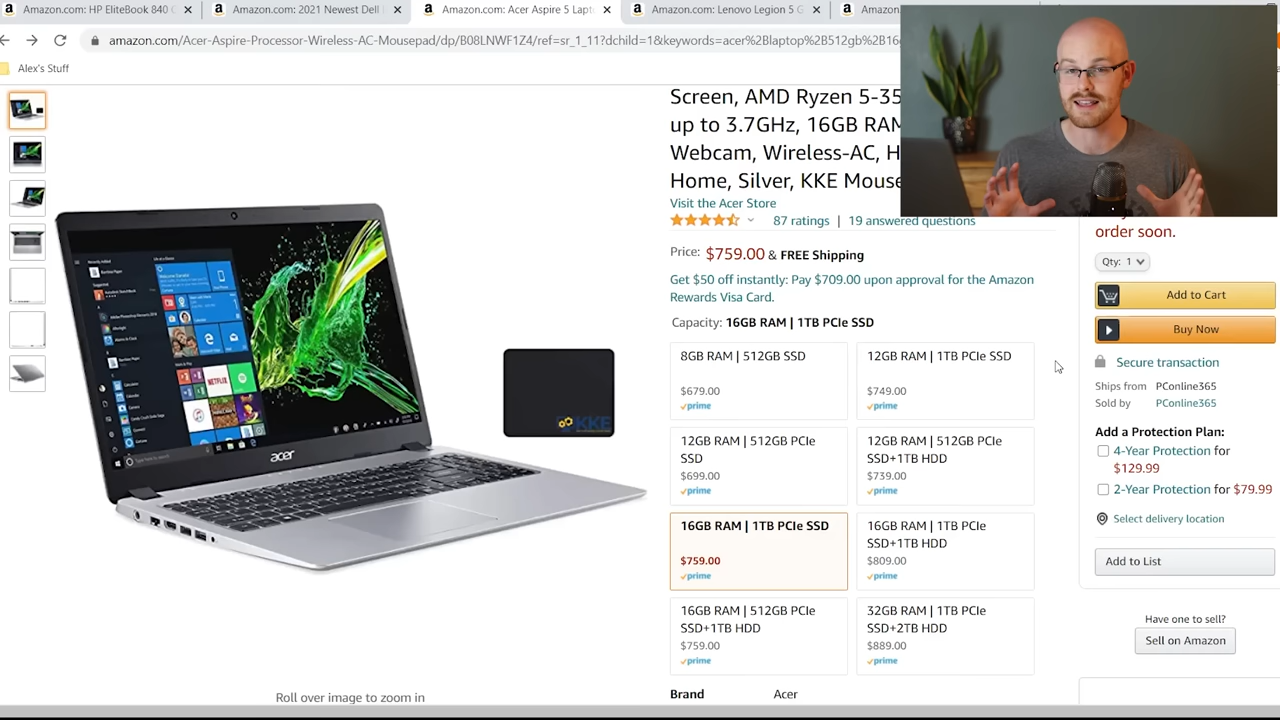 Amazon.com: HP EliteBook 840 G
Amazon.com: 2021 Newest Dell I
Amazon.com: Acer Aspire 5 Lapt
Amazon.com: Lenovo Legion 5 G
Amazon
amazon.com/Acer-Aspire-Processor-Wireless-AC-Mousepad/dp/B08LNWF1Z4/ref=sr_1_11?dchild=1&keywords=acer%2Blaptop%2B512gb%2B16g
Alex's Stuff
Screen, AMD Ryzen 5-35
up to 3.7GHz, 16GB RAM
Webcam, Wireless-AC, H
Home, Silver, KKE Mouse
Visit the Acer Store
87 ratings | 19 answered questions
Price: $759.00 & FREE Shipping
Get $50 off instantly: Pay $709.00 upon approval for the Amazon
Rewards Visa Card.
Capacity: 16GB RAM | 1TB PCIe SSD
8GB RAM | 512GB SSD
$679.00
prime
12GB RAM | 1TB PCIe SSD
$749.00
prime
12GB RAM | 512GB PCIe
SSD
$699.00
prime
12GB RAM | 512GB PCIe
SSD+1TB HDD
$739.00
prime
16GB RAM | 1TB PCIe SSD
$759.00
prime
16GB RAM | 1TB PCIe
SSD+1TB HDD
$809.00
prime
16GB RAM | 512GB PCIe
SSD+1TB HDD
$759.00
prime
32GB RAM | 1TB PCIe
SSD+2TB HDD
$889.00
prime
Brand Acer
order soon.
Qty: 1
Add to Cart
Buy Now
Secure transaction
Ships from PConline365
Sold by PConline365
Add a Protection Plan:
4-Year Protection for
$129.99
2-Year Protection for $79.99
Select delivery location
Add to List
Have one to sell?
Sell on Amazon
acer
NETFLIX
KKE
Roll over image to zoom in